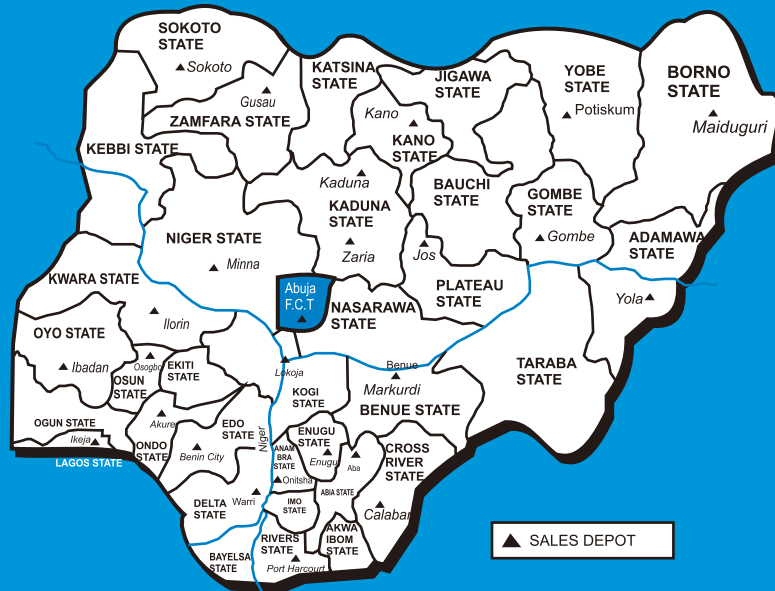 SOKOTO
STATE
Sokoto
KATSINA
STATE
JIGAWA
STATE
YOBE
STATE
BORNO
STATE
Gusau
ZAMFARA STATE
Kano
KANO
STATE
Potiskum
Maiduguri
KEBBI STATE
Kaduna
KADUNA
STATE
Zaria
BAUCHI
STATE
GOMBE
STATE
Gombe
ADAMAWA
STATE
NIGER STATE
Minna
Jos
KWARA STATE
Abuja
F.C.T
PLATEAU
STATE
NASARAWA
STATE
Yola
Ilorin
OYO STATE
Ibadan
Osogbo
OSUN
STATE
EKITI
STATE
Lokoja
KOGI
STATE
Benue
Markurdi
BENUE STATE
TARABA
STATE
OGUN STATE
Ikeja
LAGOS STATE
Akure
ONDO
STATE
EDO
STATE
Benin City
Niger
ENUGU
STATE
Enugu
ANAM
BRA
STATE
Onitsha
Aba
ABIA STATE
CROSS
RIVER
STATE
Calabar
DELTA
STATE
Warri
IMO
STATE
AKWA
IBOM
STATE
RIVERS
STATE
Port Harcourt
BAYELSA
STATE
SALES DEPOT